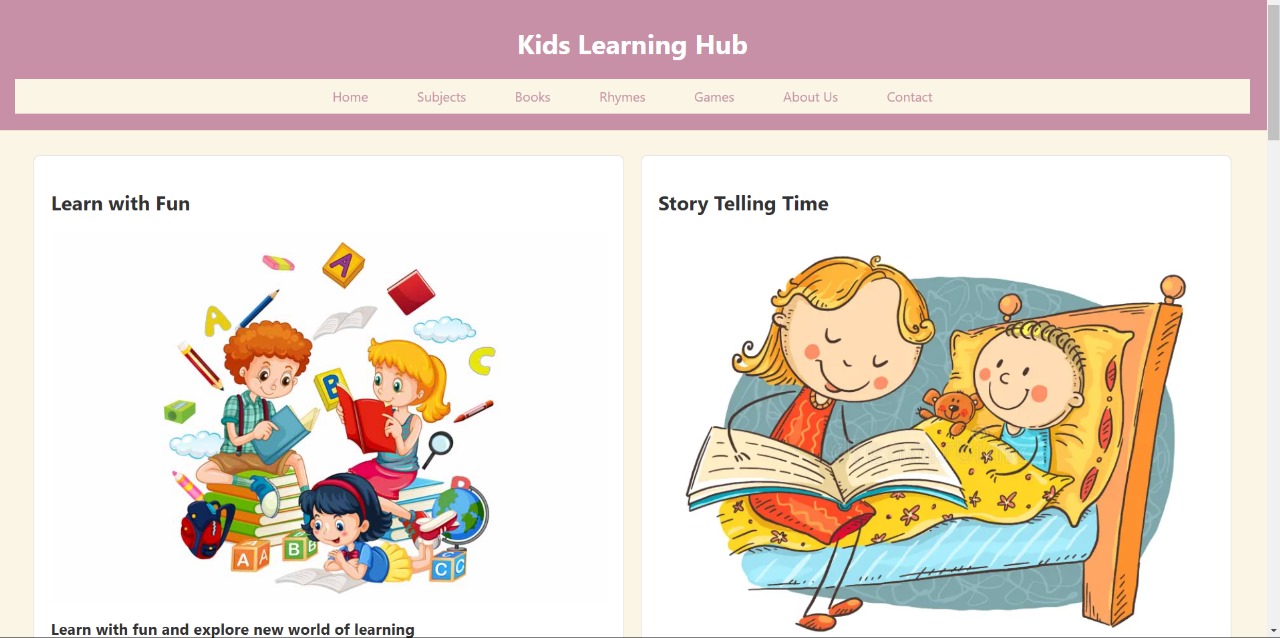 Kids Learning Hub
Home Subjects Books Rhymes Games About Us Contact
Learn with Fun
A
A
C
B
A A
B B
C C
Learn with fun and explore new world of learning
Story Telling Time